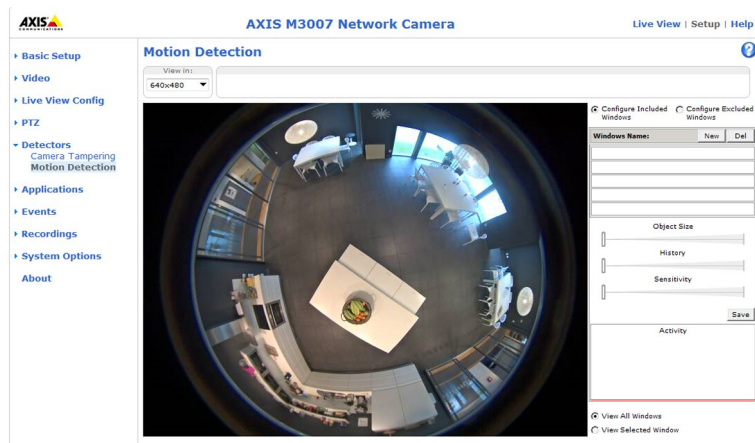 AXIS
COMMUNICATIONS
AXIS M3007 Network Camera
Live View | Setup | Help
Basic Setup
Video
Live View Config
PTZ
Detectors
Camera Tampering
Motion Detection
Applications
Events
Recordings
System Options
About
Motion Detection
?
View in:
640x480
Configure Included Windows
Configure Excluded Windows
Windows Name:
New
Del
Object Size
History
Sensitivity
Save
Activity
View All Windows
View Selected Window